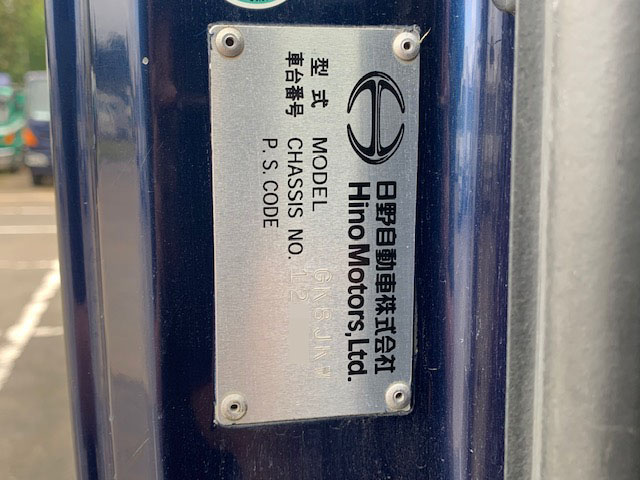 日野自動車株式会社
Hino Motors, Ltd.
型式 MODEL
車台番号 CHASSIS NO. 12
P. S. CODE